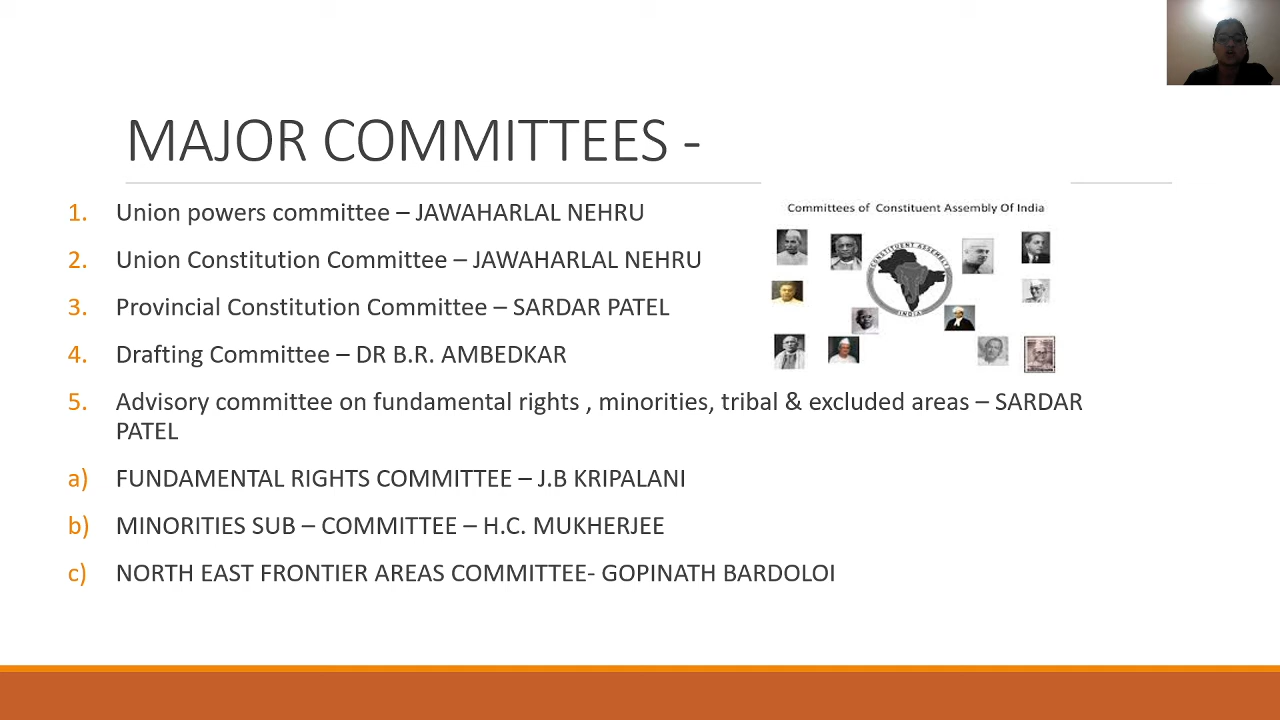 MAJOR COMMITTEES -
1. Union powers committee – JAWAHARLAL NEHRU
2. Union Constitution Committee – JAWAHARLAL NEHRU
3. Provincial Constitution Committee – SARDAR PATEL
4. Drafting Committee – DR B.R. AMBEDKAR
5. Advisory committee on fundamental rights , minorities, tribal & excluded areas – SARDAR
PATEL
a) FUNDAMENTAL RIGHTS COMMITTEE – J.B KRIPALANI
b) MINORITIES SUB – COMMITTEE – H.C. MUKHERJEE
c) NORTH EAST FRONTIER AREAS COMMITTEE- GOPINATH BARDOLOI
Committees of Constituent Assembly Of India
CONSTITUENT ASSEMBLY
INDIA